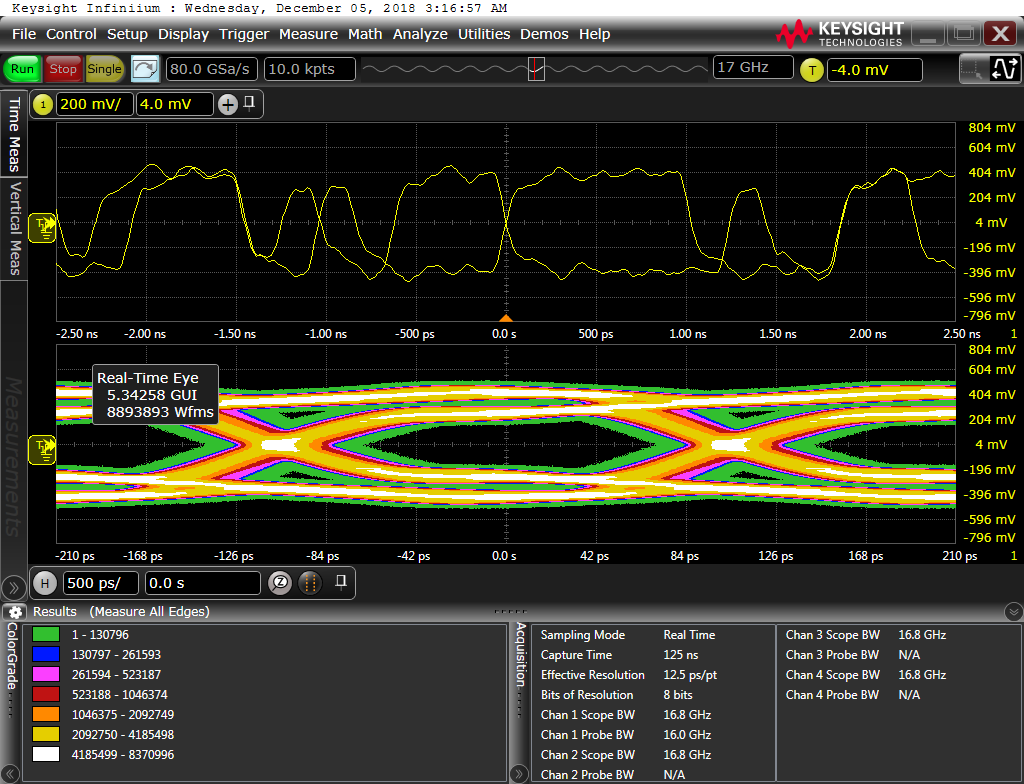 Keysight Infiniium : Wednesday, December 05, 2018 3:16:57 AM
File Control Setup Display Trigger Measure Math Analyze Utilities Demos Help
KEYSIGHT
TECHNOLOGIES
Run Stop Single 80.0 GSa/s 10.0 kpts 17 GHz T -4.0 mV
1 200 mV/ 4.0 mV
Time Meas
Vertical Meas
Measurements
804 mV
604 mV
404 mV
204 mV
4 mV
-196 mV
-396 mV
-596 mV
-796 mV
T
-2.50 ns -2.00 ns -1.50 ns -1.00 ns -500 ps 0.0 s 500 ps 1.00 ns 1.50 ns 2.00 ns 2.50 ns 1
Real-Time Eye
5.34258 GUI
8893893 Wfms
804 mV
604 mV
404 mV
204 mV
4 mV
-196 mV
-396 mV
-596 mV
-796 mV
T
-210 ps -168 ps -126 ps -84 ps -42 ps 0.0 s 42 ps 84 ps 126 ps 168 ps 210 ps 1
H 500 ps/ 0.0 s Z
Results (Measure All Edges)
ColorGrade
1 - 130796
130797 - 261593
261594 - 523187
523188 - 1046374
1046375 - 2092749
2092750 - 4185498
4185499 - 8370996
Acquisition
Sampling Mode Real Time
Capture Time 125 ns
Effective Resolution 12.5 ps/pt
Bits of Resolution 8 bits
Chan 1 Scope BW 16.8 GHz
Chan 1 Probe BW 16.0 GHz
Chan 2 Scope BW 16.8 GHz
Chan 2 Probe BW N/A
Chan 3 Scope BW 16.8 GHz
Chan 3 Probe BW N/A
Chan 4 Scope BW 16.8 GHz
Chan 4 Probe BW N/A